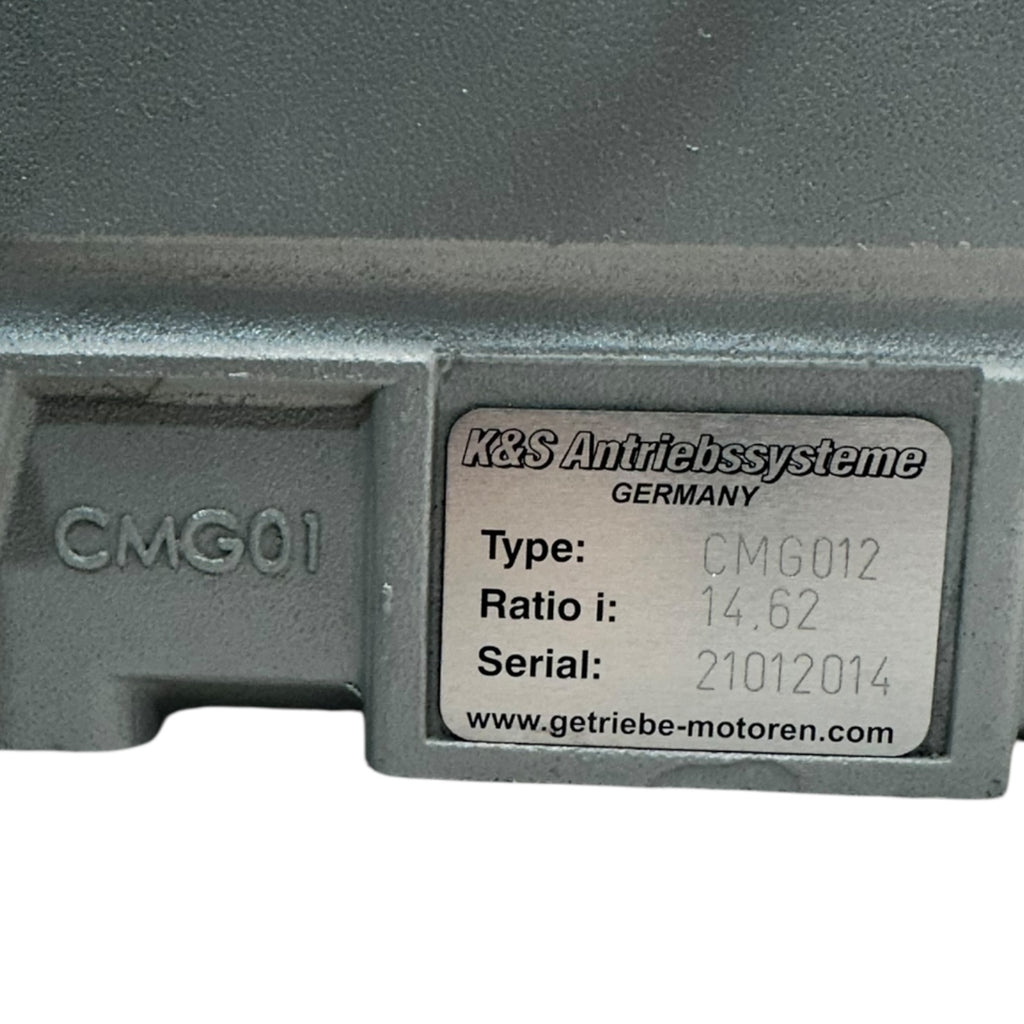 CMG01
K&S Antriebssysteme
GERMANY
Type: CMG012
Ratio i: 14.62
Serial: 21012014
www.getriebe-motoren.com